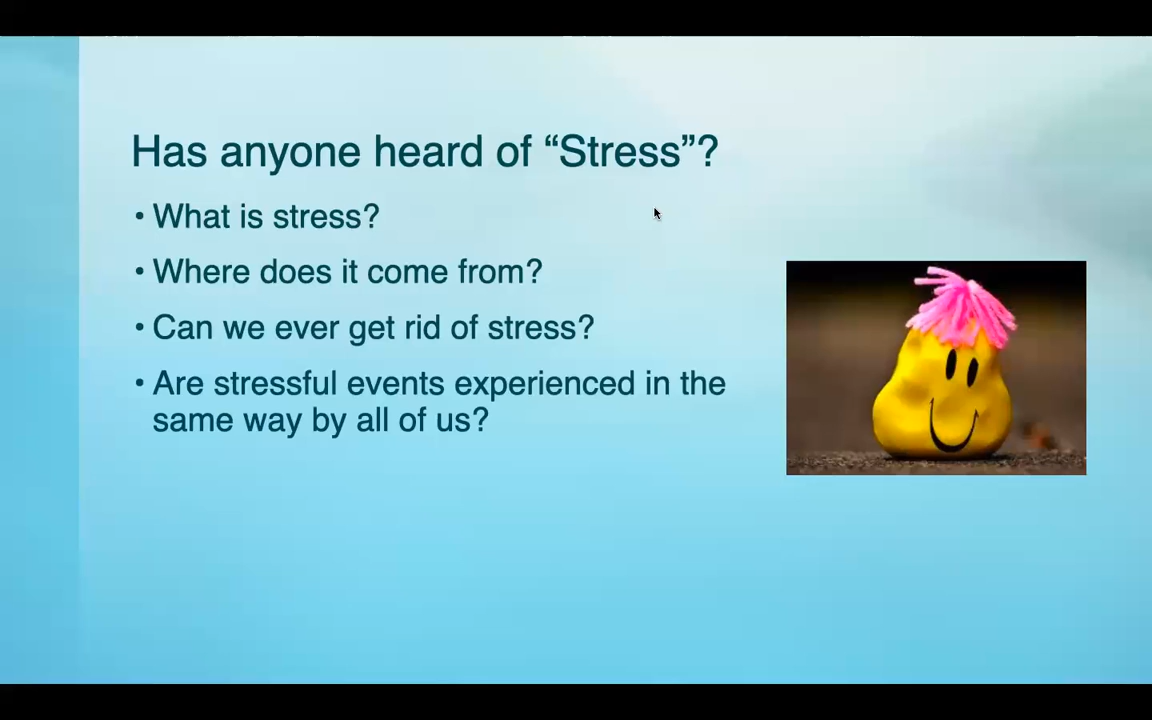 Has anyone heard of “Stress”?
• What is stress?
• Where does it come from?
• Can we ever get rid of stress?
• Are stressful events experienced in the
same way by all of us?